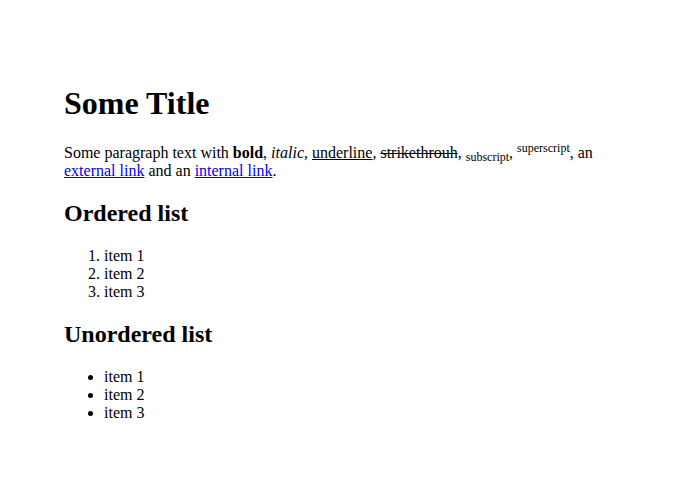 Some Title
Some paragraph text with bold, italic, underline, strikethrouh, subscript, superscript, an
external link and an internal link.
Ordered list
1. item 1
2. item 2
3. item 3
Unordered list
• item 1
• item 2
• item 3